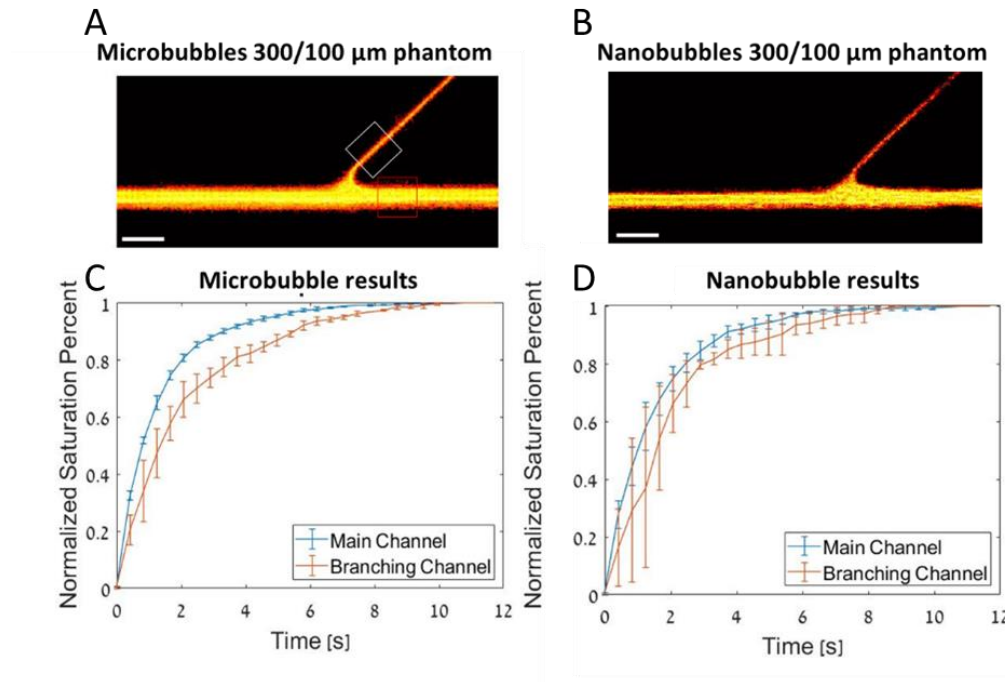 A
Microbubbles 300/100 µm phantom
B
Nanobubbles 300/100 µm phantom
C
Microbubble results
Normalized Saturation Percent
1
0.8
0.6
0.4
0.2
0
0 2 4 6 8 10 12
Time [s]
Main Channel
Branching Channel
D
Nanobubble results
Normalized Saturation Percent
1
0.8
0.6
0.4
0.2
0
0 2 4 6 8 10 12
Time [s]
Main Channel
Branching Channel